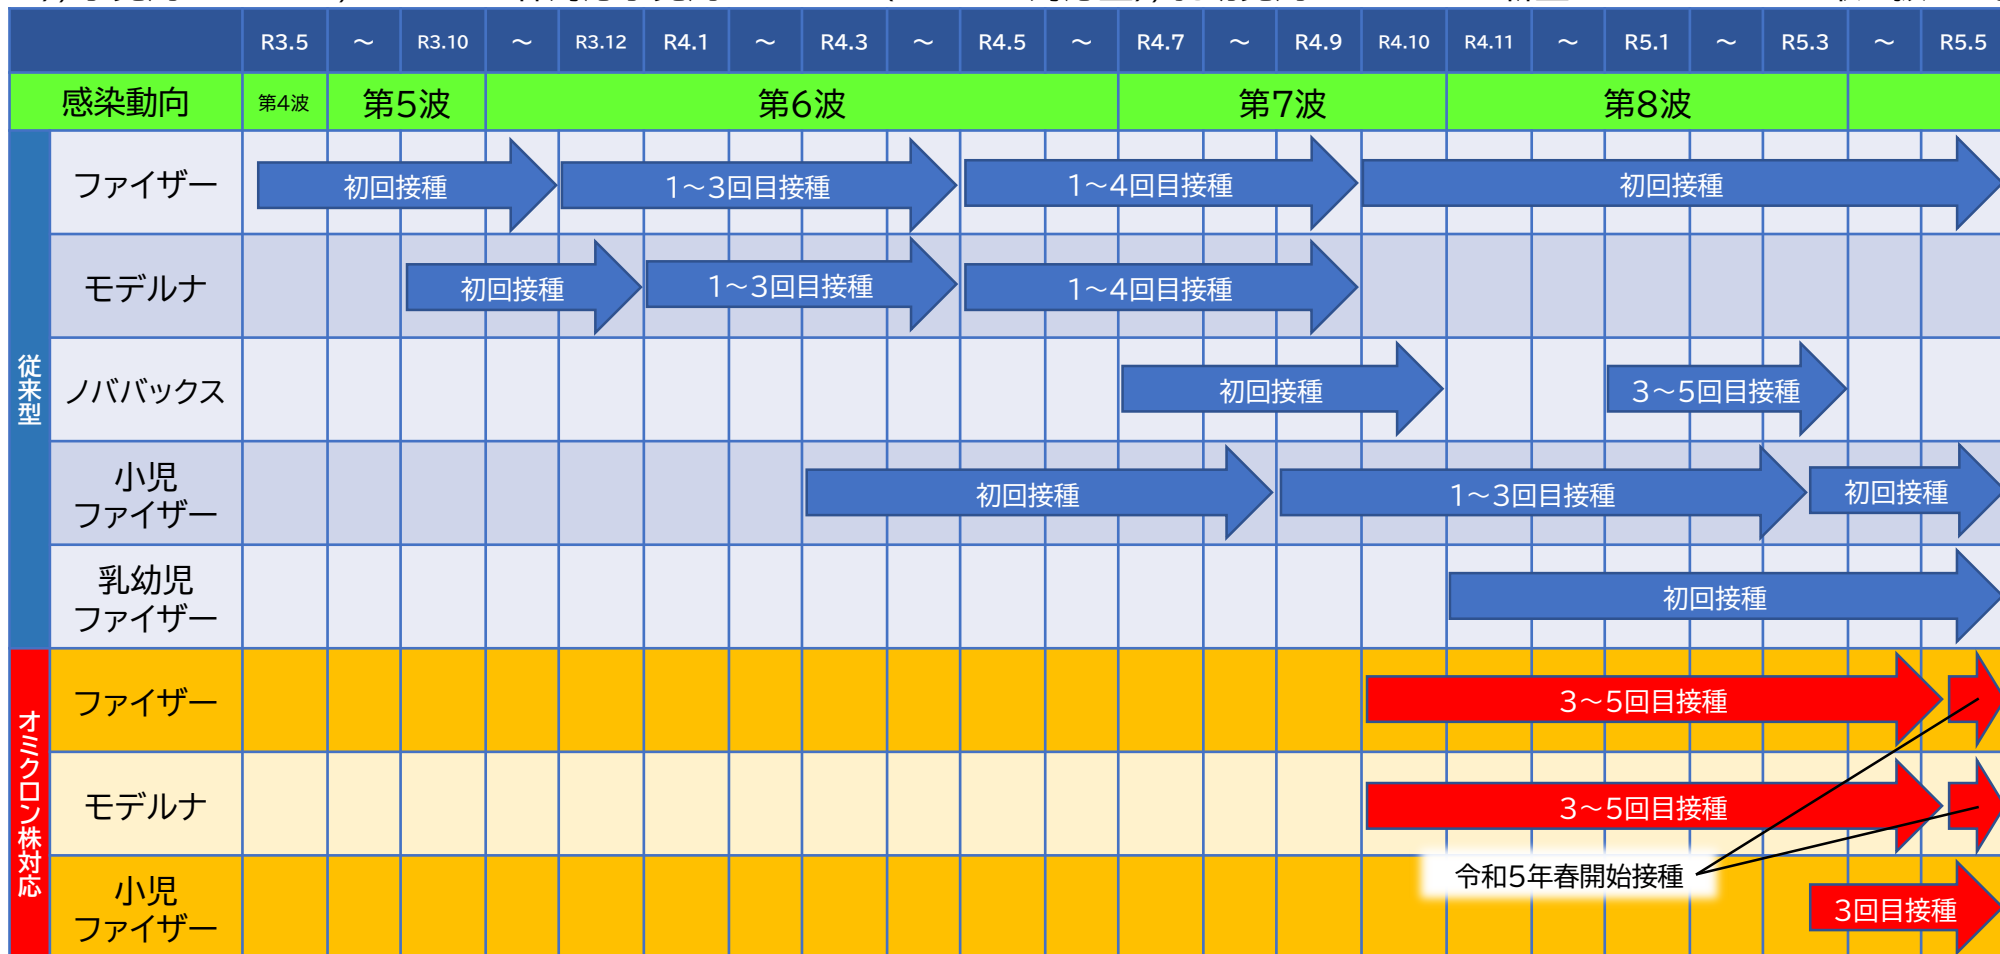 R3.5 ～ R3.10 ～ R3.12 R4.1 ～ R4.3 ～ R4.5 ～ R4.7 ～ R4.9 R4.10 R4.11 ～ R5.1 ～ R5.3 ～ R5.5
感染動向 第4波 第5波 第6波 第7波 第8波
従来型
ファイザー 初回接種 1～3回目接種 1～4回目接種 初回接種
モデルナ 初回接種 1～3回目接種 1～4回目接種
ノババックス 初回接種 3～5回目接種
小児
ファイザー 初回接種 1～3回目接種 初回接種
乳幼児
ファイザー 初回接種
オミクロン株対応
ファイザー 3～5回目接種
モデルナ 3～5回目接種
令和5年春開始接種
小児
ファイザー 3回目接種